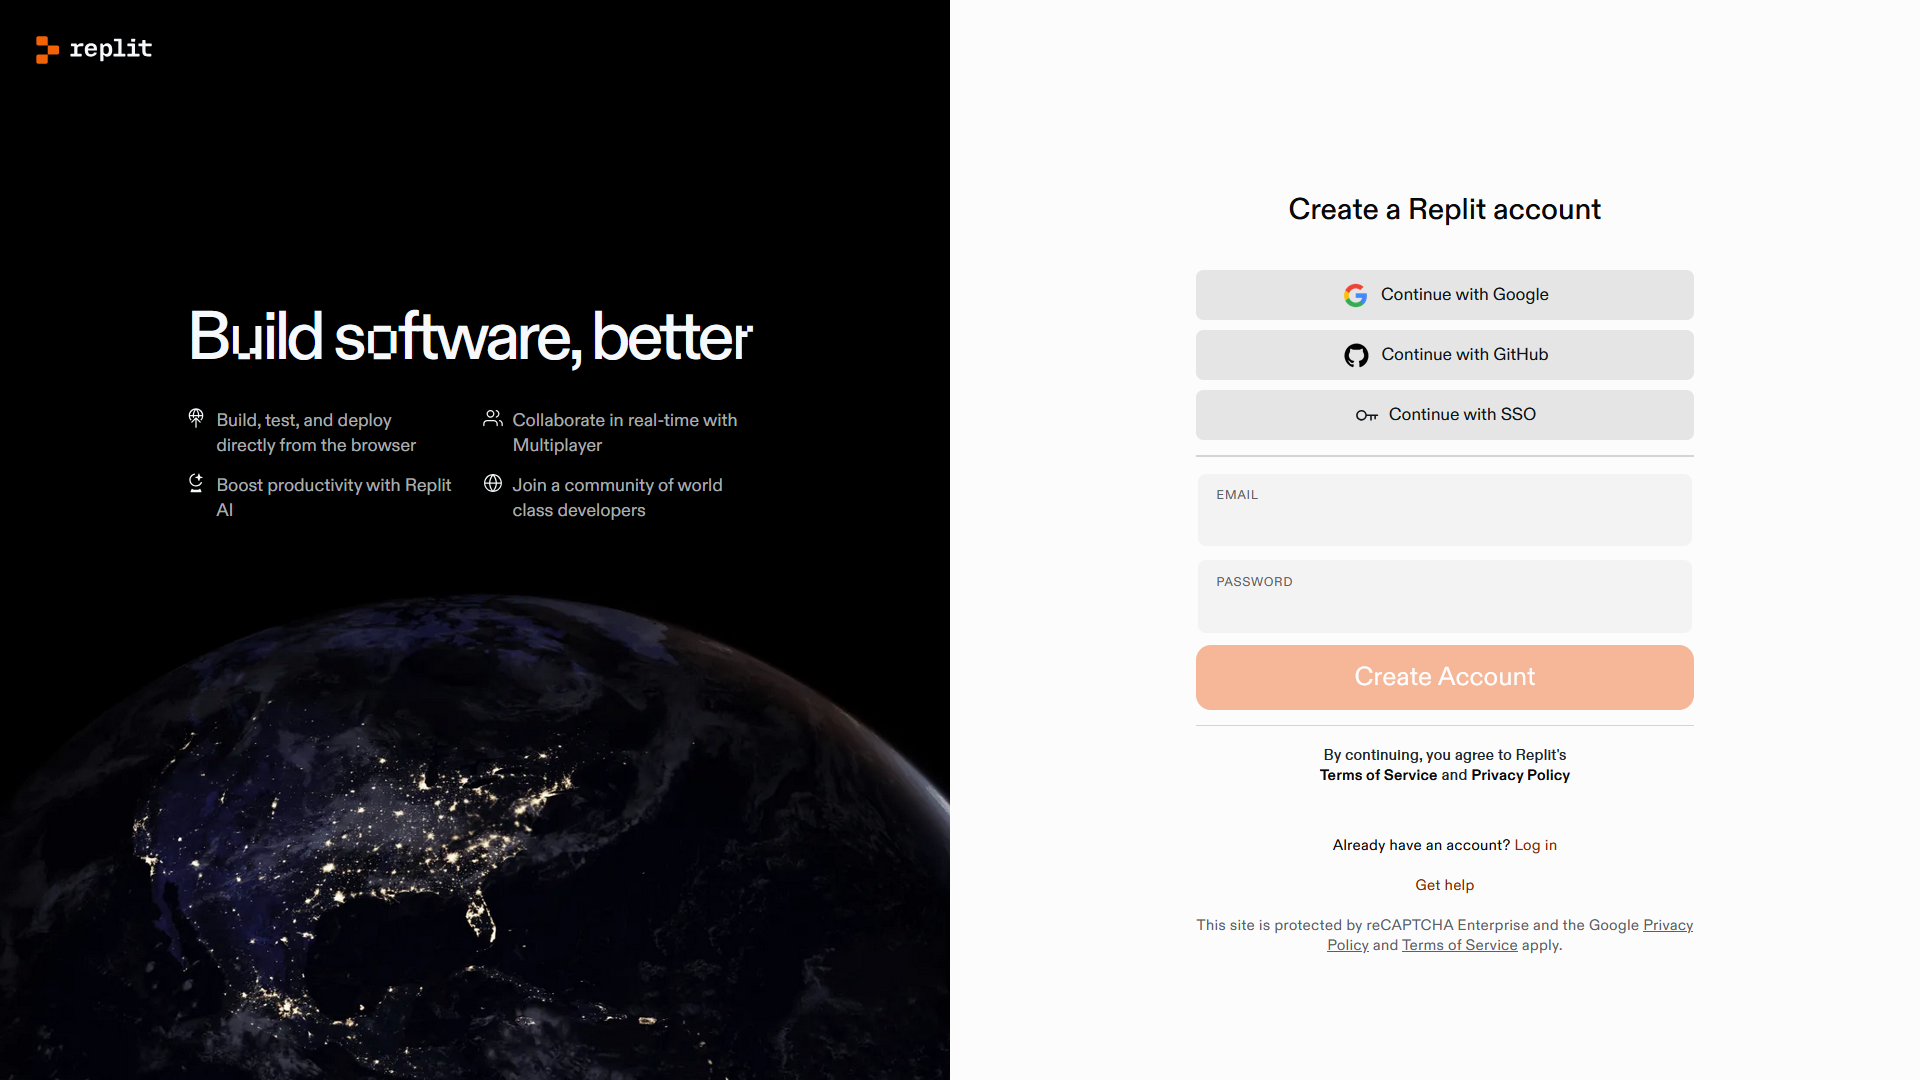 replit
Build software, better
Build, test, and deploy
directly from the browser
Collaborate in real-time with
Multiplayer
Boost productivity with Replit
AI
Join a community of world
class developers
Create a Replit account
Continue with Google
Continue with GitHub
Continue with SSO
EMAIL
PASSWORD
Create Account
By continuing, you agree to Replit's
Terms of Service and Privacy Policy
Already have an account? Log in
Get help
This site is protected by reCAPTCHA Enterprise and the Google Privacy
Policy and Terms of Service apply.